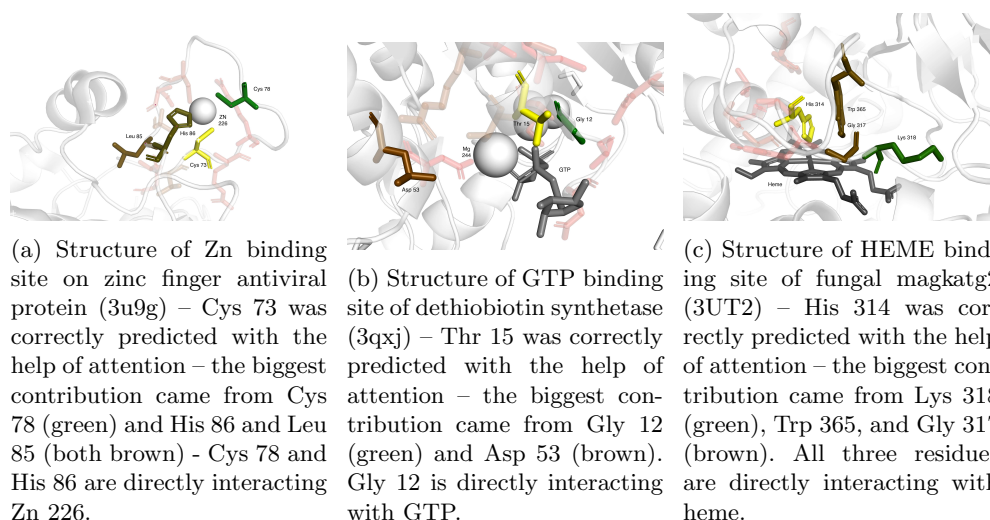 Cys 78
ZN
226
Leu 85
His 86
Cys 73
(a) Structure of Zn binding
site on zinc finger antiviral
protein (3u9g) – Cys 73 was
correctly predicted with the
help of attention – the biggest
contribution came from Cys
78 (green) and His 86 and Leu
85 (both brown) - Cys 78 and
His 86 are directly interacting
Zn 226.
Thr 15
Gly 12
Mg
244
GTP
Asp 53
(b) Structure of GTP binding
site of dethiobiotin synthetase
(3qxj) – Thr 15 was correctly
predicted with the help of
attention – the biggest con-
tribution came from Gly 12
(green) and Asp 53 (brown).
Gly 12 is directly interacting
with GTP.
His 314
Trp 365
Gly 317
Lys 318
Heme
(c) Structure of HEME bind-
ing site of fungal magkatg2
(3UT2) – His 314 was cor-
rectly predicted with the help
of attention – the biggest con-
tribution came from Lys 318
(green), Trp 365, and Gly 317
(brown). All three residues
are directly interacting with
heme.